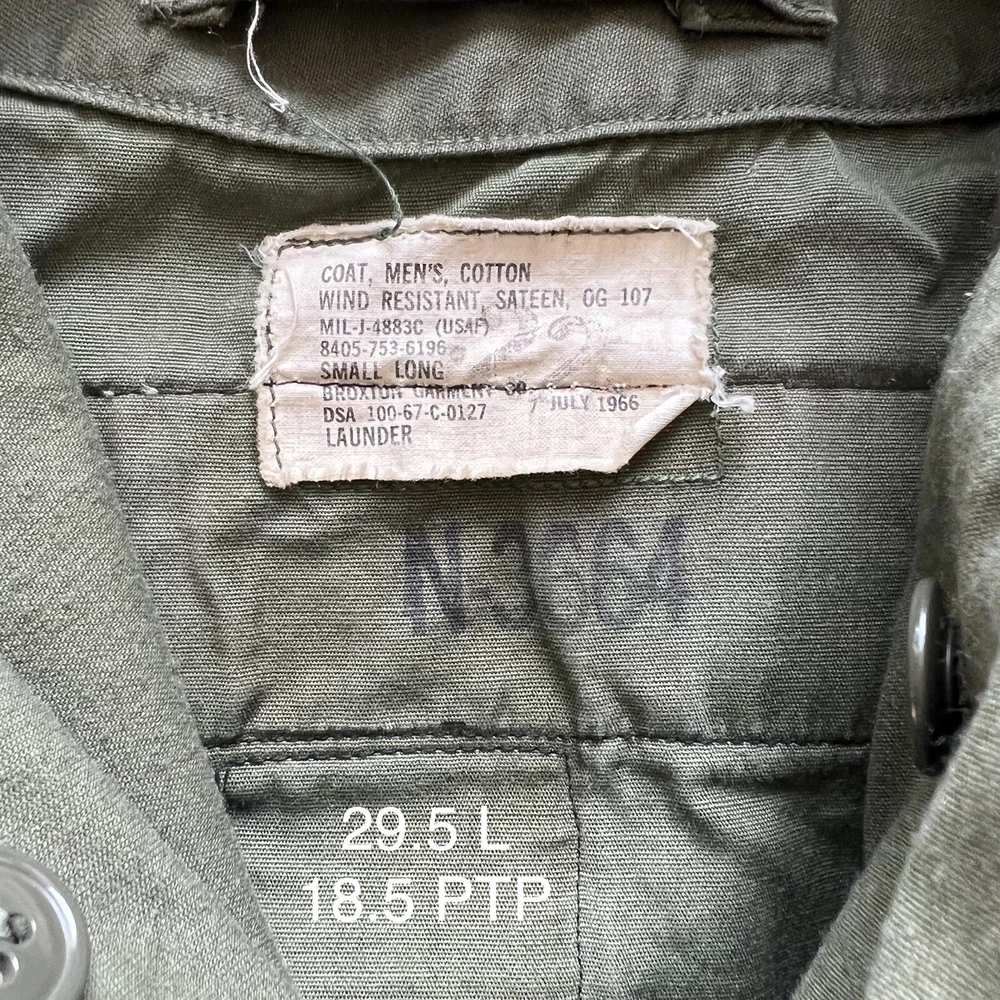 COAT, MEN'S, COTTON
WIND RESISTANT, SATEEN, OG 107
MIL-J-4883C (USAF)
8405-753-6196
SMALL LONG
BROXTON GARMENT CO.
DSA 100-67-C-0127 7 JULY 1966
LAUNDER
N 3664
29.5 L
18.5 PTP